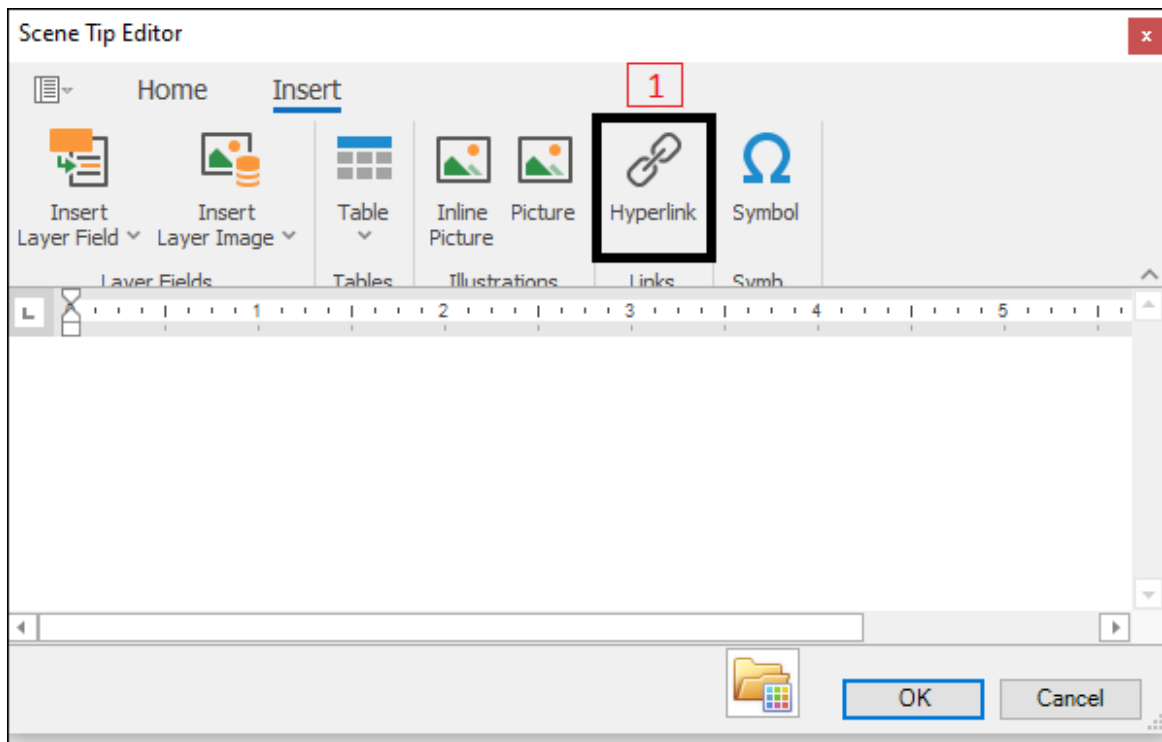 Scene Tip Editor
x
Home Insert
1
Insert
Layer Field
Insert
Layer Image
Table
Inline
Picture
Picture
Hyperlink
Ω
Symbol
Layer Fields
Tables
Illustrations
Links
Symb
1 2 3 4 5
OK
Cancel